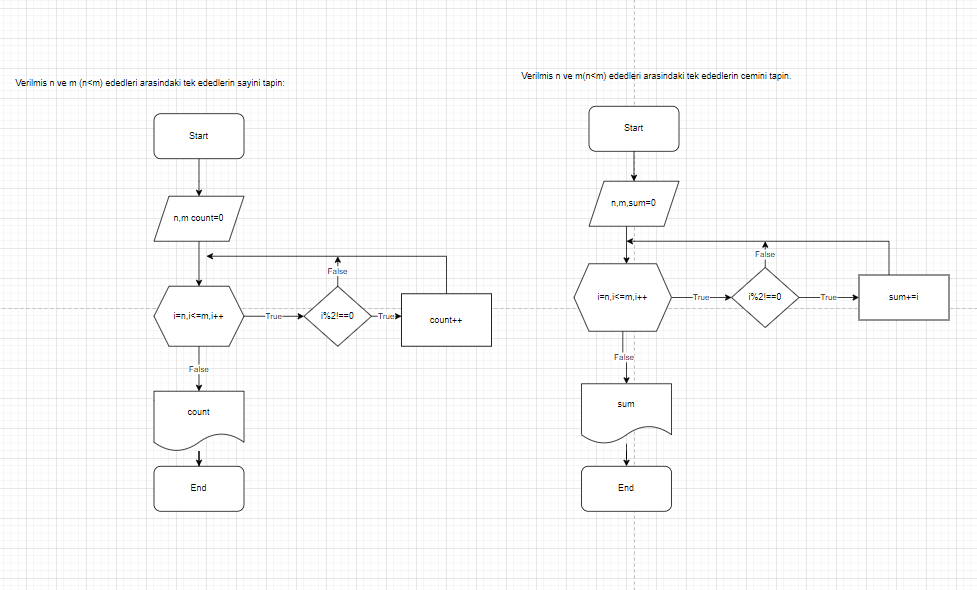 Verilmis n ve m (n<m) ededleri arasindaki tek ededlerin sayini tapin:
Start
n,m count=0
False
i=n,i<=m,i++
True
i%2!==0
True
count++
False
count
End
Verilmis n ve m(n<m) ededleri arasindaki tek ededlerin cemini tapin.
Start
n,m,sum=0
False
i=n,i<=m,i++
True
i%2!==0
True
sum+=i
False
sum
End